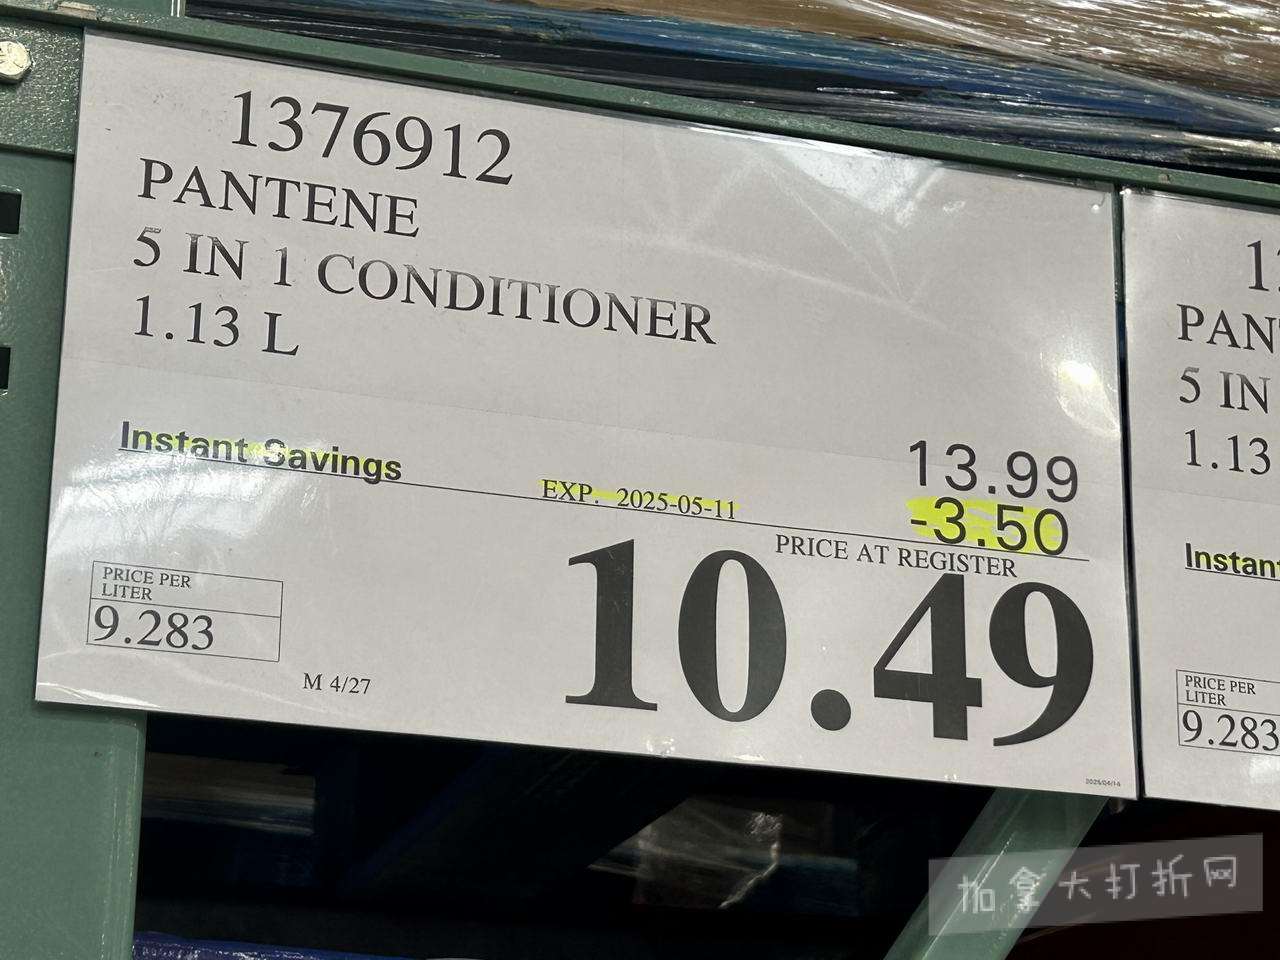 1376912
PANTENE
5 IN 1 CONDITIONER
1.13 L
Instant Savings
EXP. 2025-05-11
13.99
-3.50
PRICE AT REGISTER
10.49
PRICE PER
LITER
9.283
M 4/27
PAN
5 IN
1.13
Instan
PRICE PER
LITER
9.283
加拿大打折网